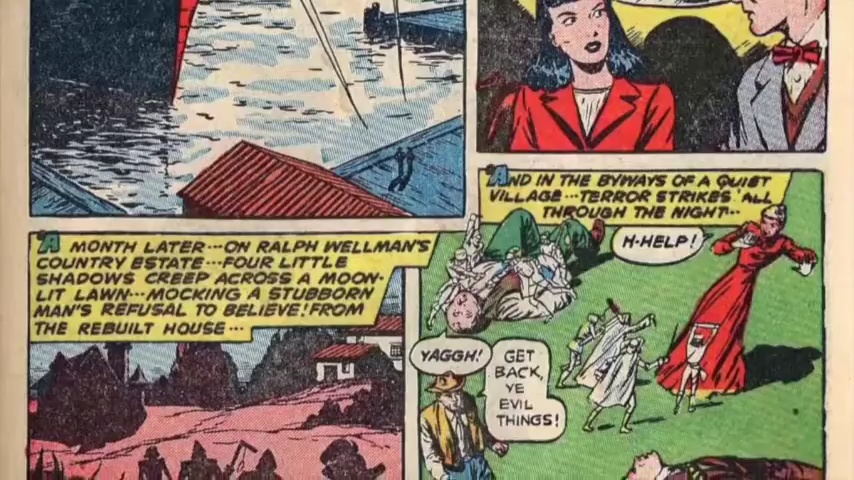 "A MONTH LATER---ON RALPH WELLMAN'S
COUNTRY ESTATE---FOUR LITTLE
SHADOWS CREEP ACROSS A MOON-
LIT LAWN---MOCKING A STUBBORN
MAN'S REFUSAL TO BELIEVE! FROM
THE REBUILT HOUSE---
"AND IN THE BYWAYS OF A QUIET
VILLAGE---TERROR STRIKES ALL
THROUGH THE NIGHT--
H-HELP!
YAGGH!
GET
BACK,
YE
EVIL
THINGS!